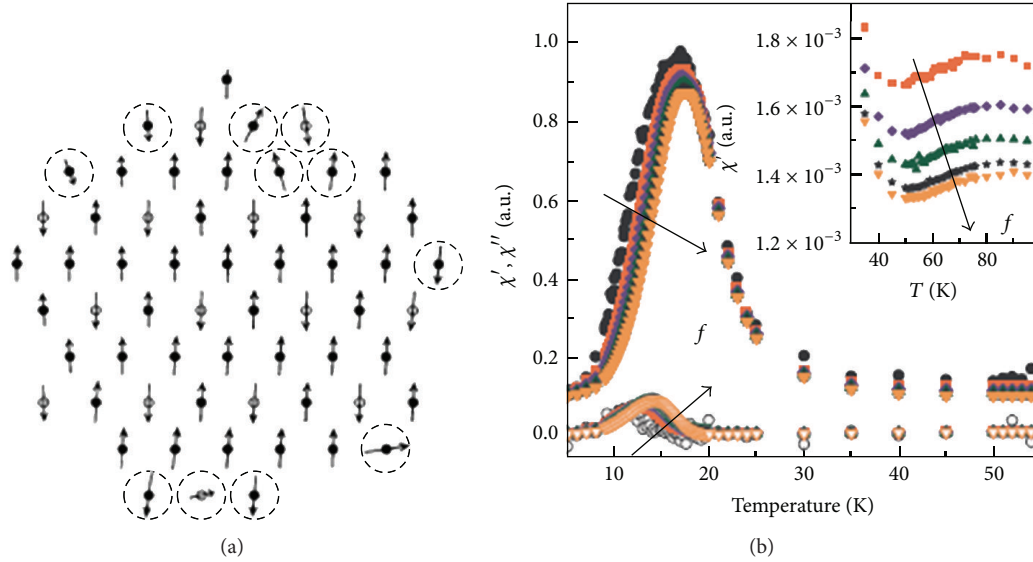 1.0
0.8
0.6
0.4
0.2
0.0
χ′, χ″ (a.u.)
10
20
30
40
50
Temperature (K)
f
1.8 × 10⁻³
1.6 × 10⁻³
1.4 × 10⁻³
1.2 × 10⁻³
χ′ (a.u.)
40
60
80
T (K)
f
(a)
(b)